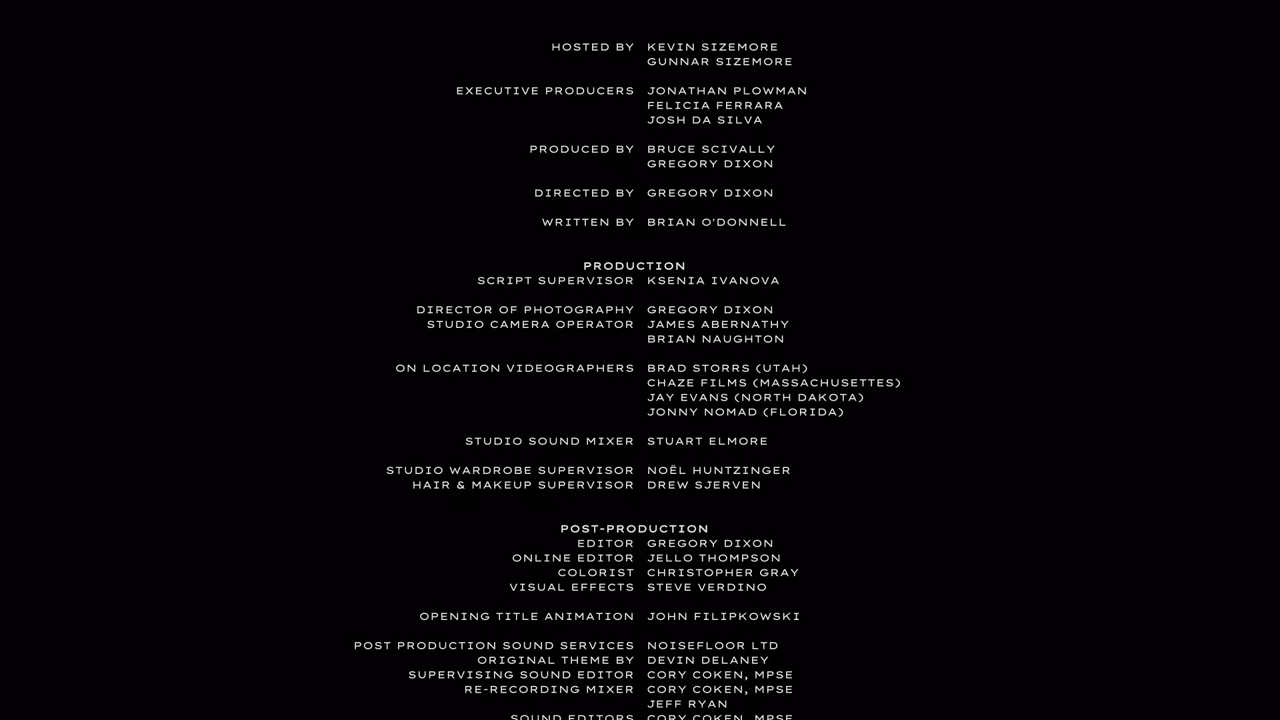 HOSTED BY KEVIN SIZEMORE
GUNNAR SIZEMORE
EXECUTIVE PRODUCERS JONATHAN PLOWMAN
FELICIA FERRARA
JOSH DA SILVA
PRODUCED BY BRUCE SCIVALLY
GREGORY DIXON
DIRECTED BY GREGORY DIXON
WRITTEN BY BRIAN O'DONNELL
PRODUCTION
SCRIPT SUPERVISOR KSENIA IVANOVA
DIRECTOR OF PHOTOGRAPHY GREGORY DIXON
STUDIO CAMERA OPERATOR JAMES ABERNATHY
BRIAN NAUGHTON
ON LOCATION VIDEOGRAPHERS BRAD STORRS (UTAH)
CHAZE FILMS (MASSACHUSETTES)
JAY EVANS (NORTH DAKOTA)
JONNY NOMAD (FLORIDA)
STUDIO SOUND MIXER STUART ELMORE
STUDIO WARDROBE SUPERVISOR NOËL HUNTZINGER
HAIR & MAKEUP SUPERVISOR DREW SJERVEN
POST-PRODUCTION
EDITOR GREGORY DIXON
ONLINE EDITOR JELLO THOMPSON
COLORIST CHRISTOPHER GRAY
VISUAL EFFECTS STEVE VERDINO
OPENING TITLE ANIMATION JOHN FILIPKOWSKI
POST PRODUCTION SOUND SERVICES NOISEFLOOR LTD
ORIGINAL THEME BY DEVIN DELANEY
SUPERVISING SOUND EDITOR CORY COKEN, MPSE
RE-RECORDING MIXER CORY COKEN, MPSE
JEFF RYAN
SOUND EDITORS CORY COKEN, MPSE